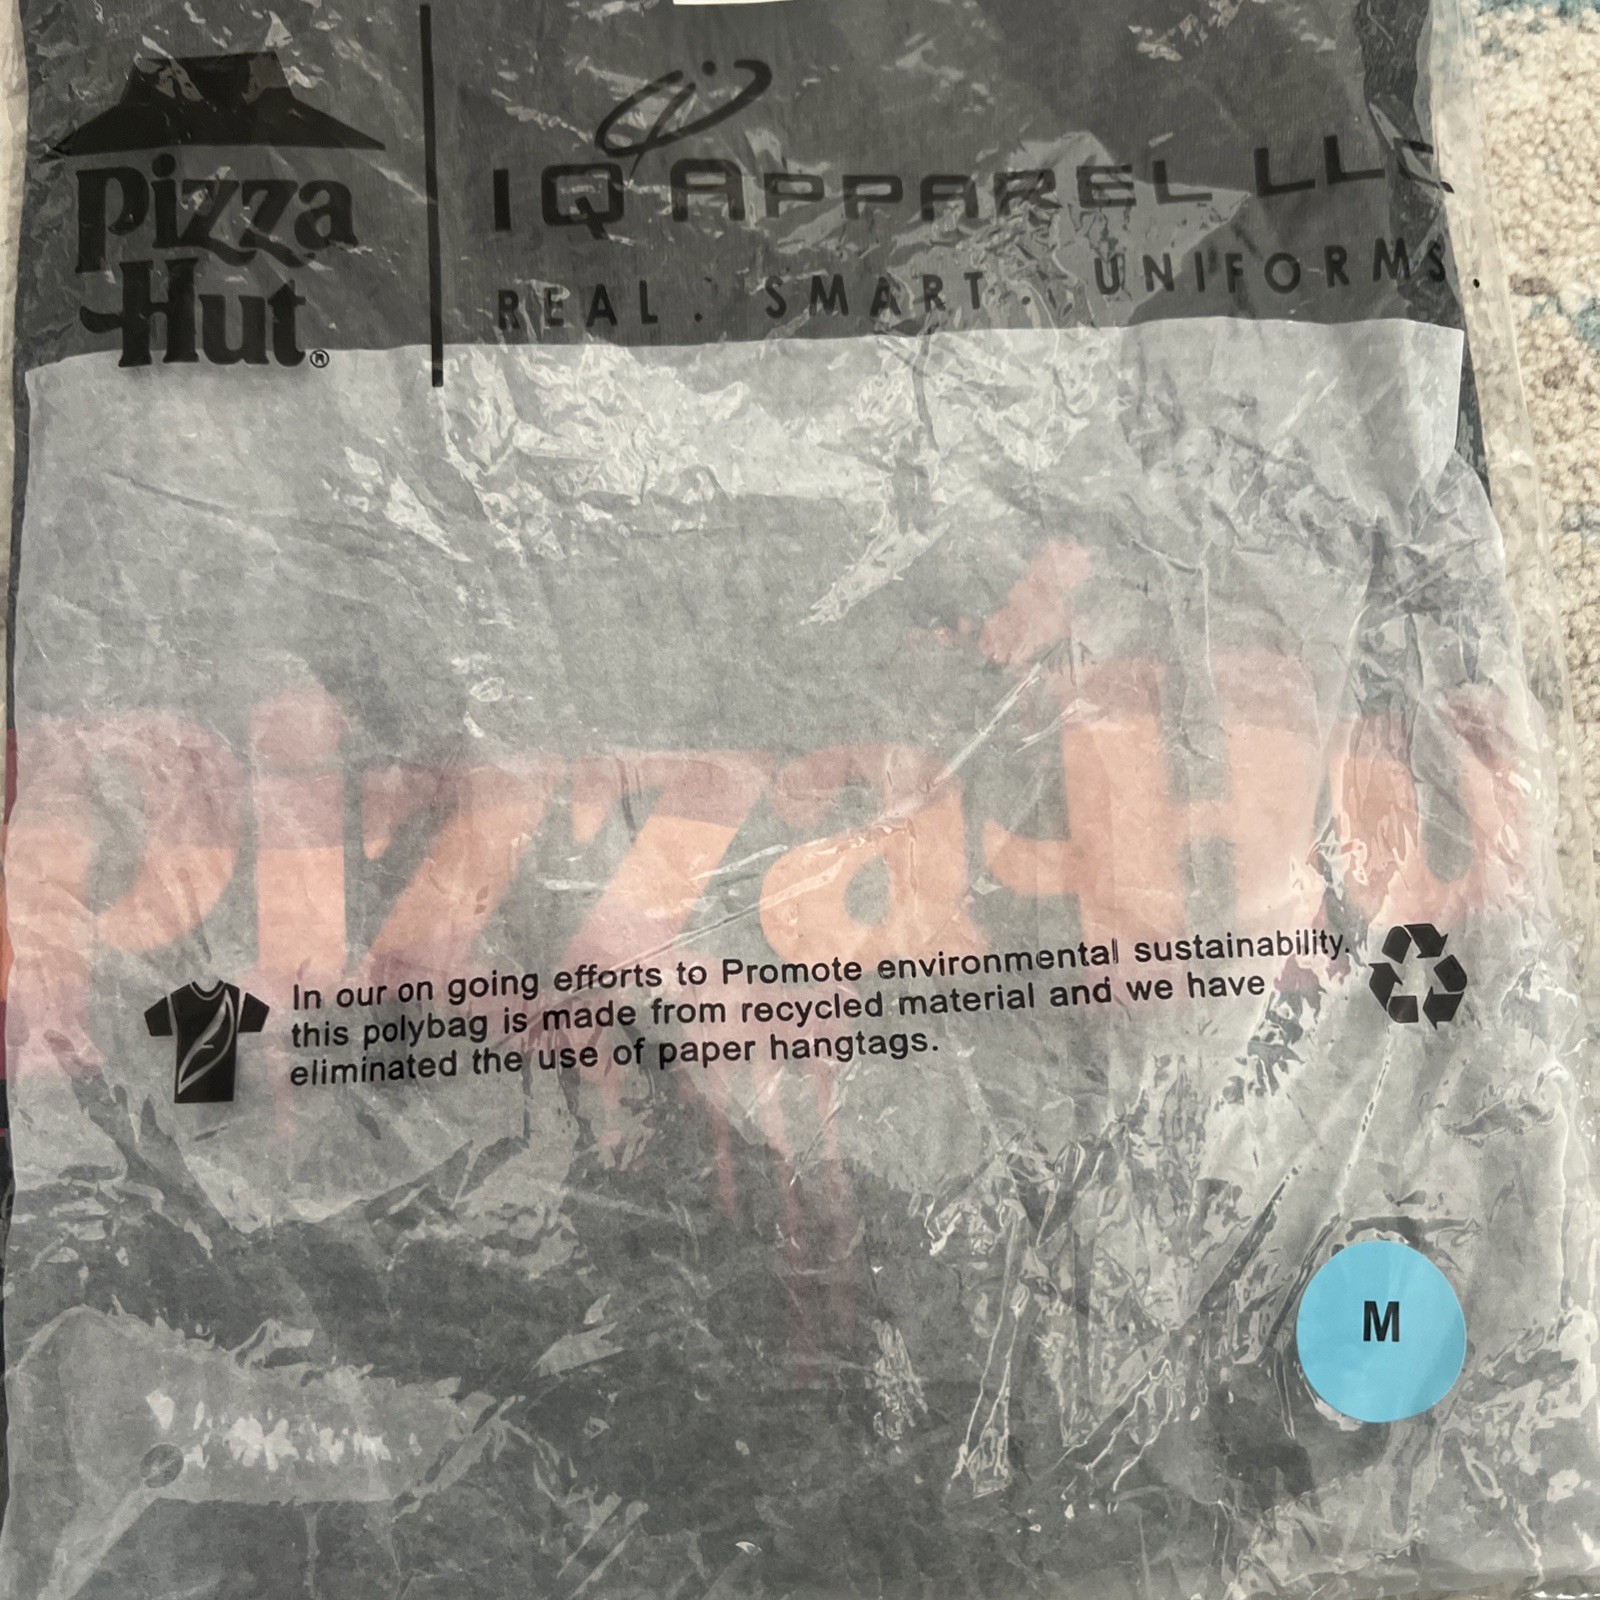 Pizza
Hut®
IQ APPAREL LLC
REAL. SMART. UNIFORMS.
Pizza Hu
In our on going efforts to Promote environmental sustainability.
this polybag is made from recycled material and we have
eliminated the use of paper hangtags.
M